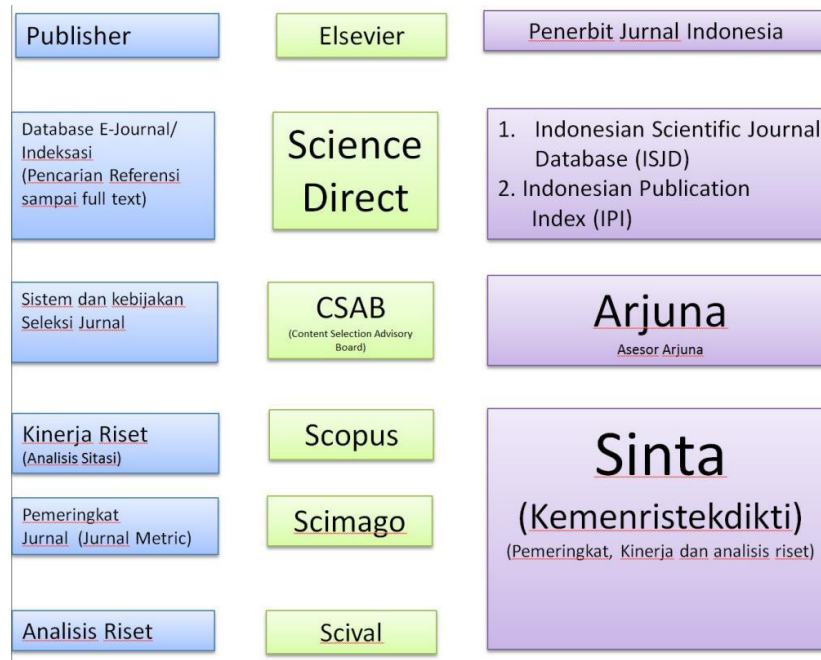 Publisher
Elsevier
Penerbit Jurnal Indonesia
Database E-Journal/
Indeksasi
(Pencarian Referensi
sampai full text)
Science
Direct
1. Indonesian Scientific Journal
Database (ISJD)
2. Indonesian Publication
Index (IPI)
Sistem dan kebijakan
Seleksi Jurnal
CSAB
(Content Selection Advisory
Board)
Arjuna
Asesor Arjuna
Kinerja Riset
(Analisis Sitasi)
Scopus
Sinta
(Kemenristekdikti)
(Pemeringkat, Kinerja dan analisis riset)
Pemeringkat
Jurnal (Jurnal Metric)
Scimago
Analisis Riset
Scival